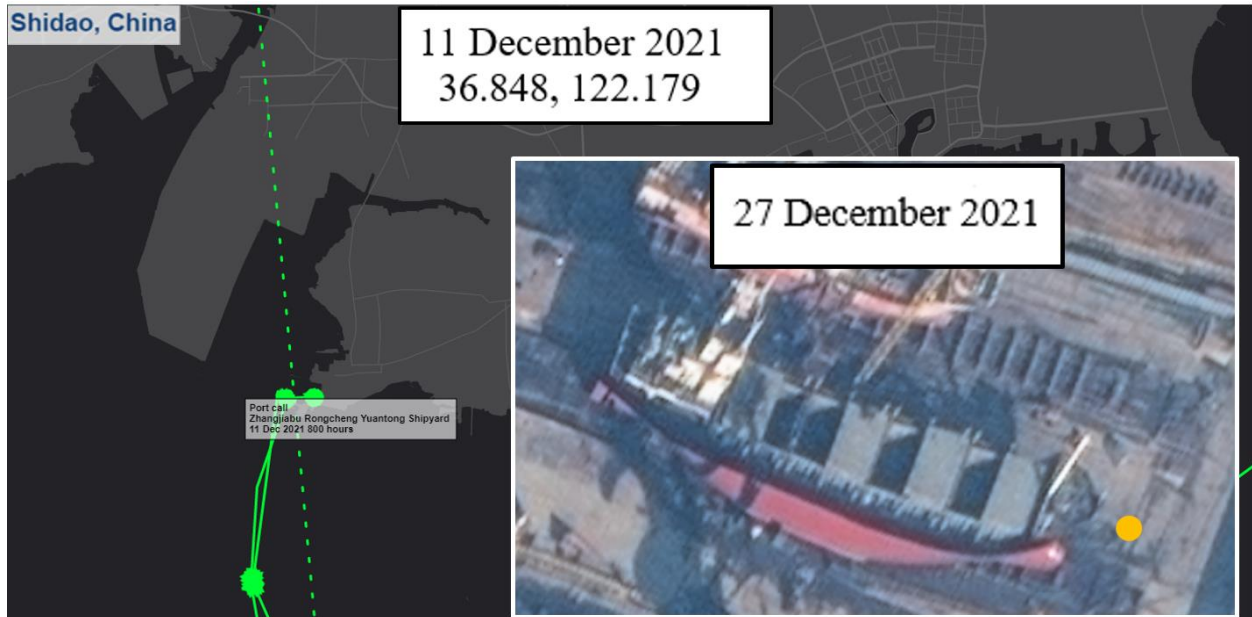 Shidao, China
11 December 2021
36.848, 122.179
27 December 2021
Port call
Zhangjiabu Rongcheng Yuantong Shipyard
11 Dec 2021 800 hours